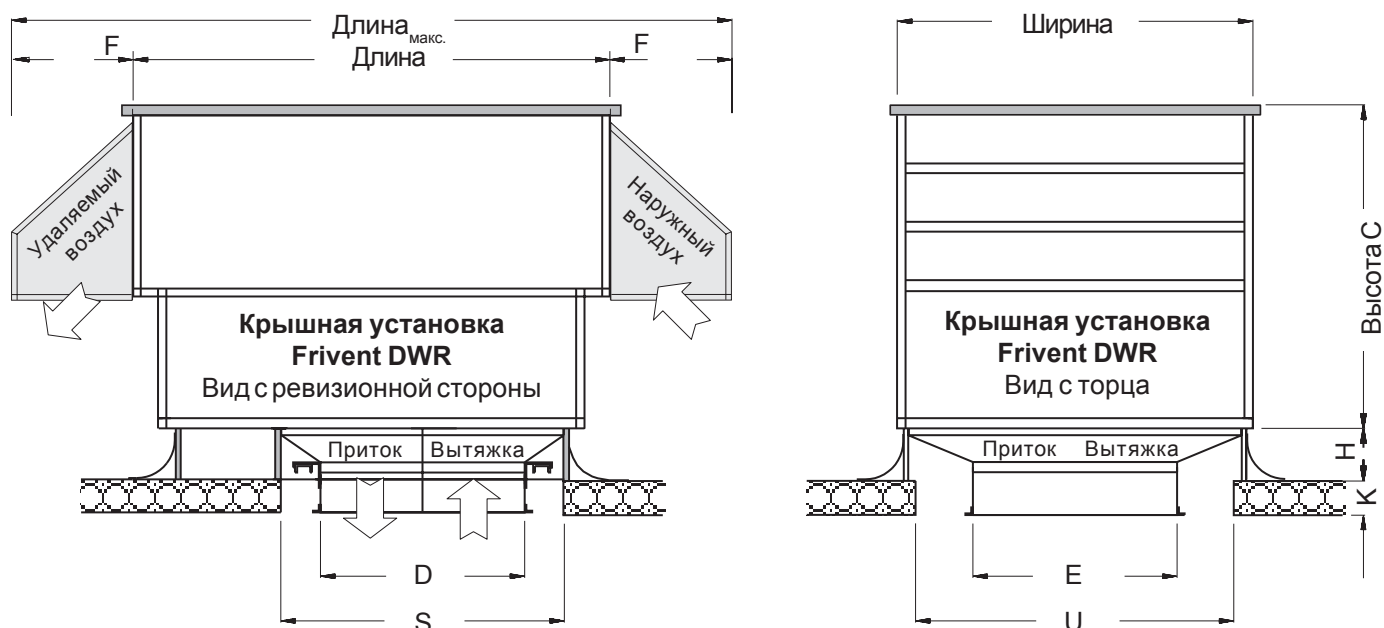 Длина макс.
F
Длина
F
Удаляемый
воздух
Наружный
воздух
Крышная установка
Frivent DWR
Вид с ревизионной стороны
Приток
Вытяжка
D
S
Ширина
Высота C
Крышная установка
Frivent DWR
Вид с торца
Приток
Вытяжка
H
K
E
U